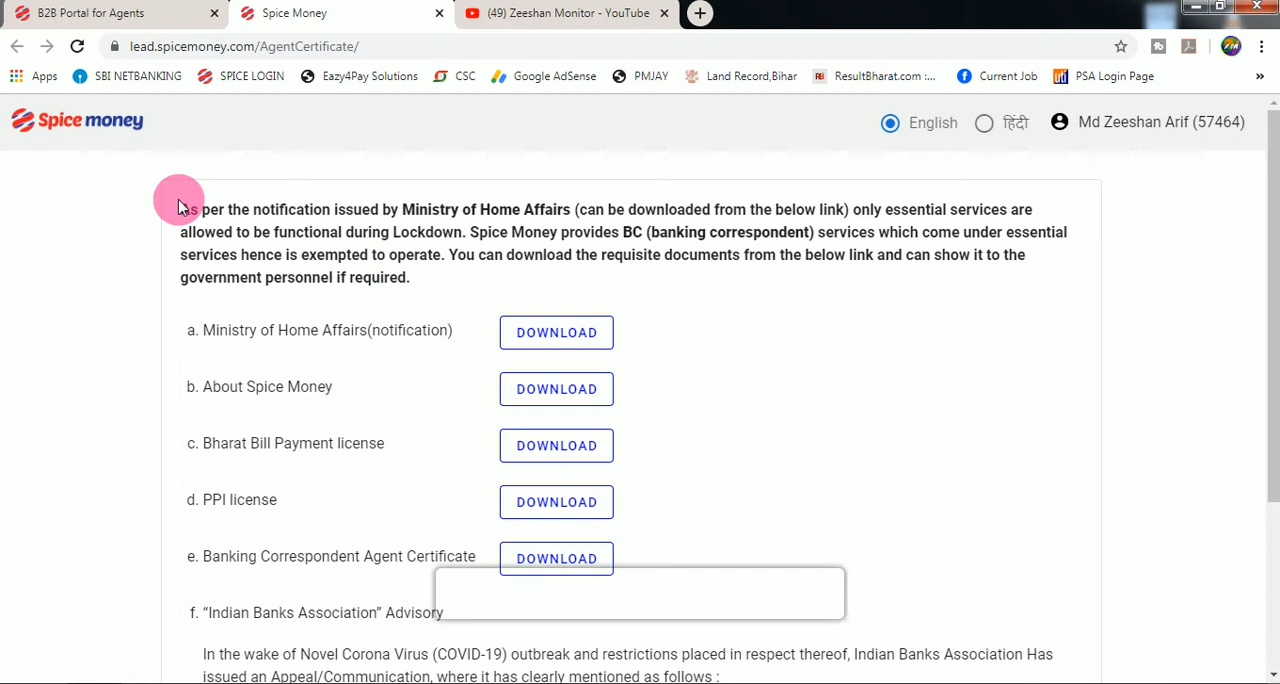 B2B Portal for Agents
Spice Money
(49) Zeeshan Monitor - YouTube
lead.spicemoney.com/AgentCertificate/
Apps
SBI NETBANKING
SPICE LOGIN
Eazy4Pay Solutions
CSC
Google AdSense
PMJAY
Land Record,Bihar
ResultBharat.com :...
Current Job
PSA Login Page
Spice money
English
हिंदी
Md Zeeshan Arif (57464)
As per the notification issued by Ministry of Home Affairs (can be downloaded from the below link) only essential services are
allowed to be functional during Lockdown. Spice Money provides BC (banking correspondent) services which come under essential
services hence is exempted to operate. You can download the requisite documents from the below link and can show it to the
government personnel if required.
a. Ministry of Home Affairs(notification)
DOWNLOAD
b. About Spice Money
DOWNLOAD
c. Bharat Bill Payment license
DOWNLOAD
d. PPI license
DOWNLOAD
e. Banking Correspondent Agent Certificate
DOWNLOAD
f. “Indian Banks Association” Advisory
In the wake of Novel Corona Virus (COVID-19) outbreak and restrictions placed in respect thereof, Indian Banks Association Has
issued an Appeal/Communication, where it has clearly mentioned as follows :